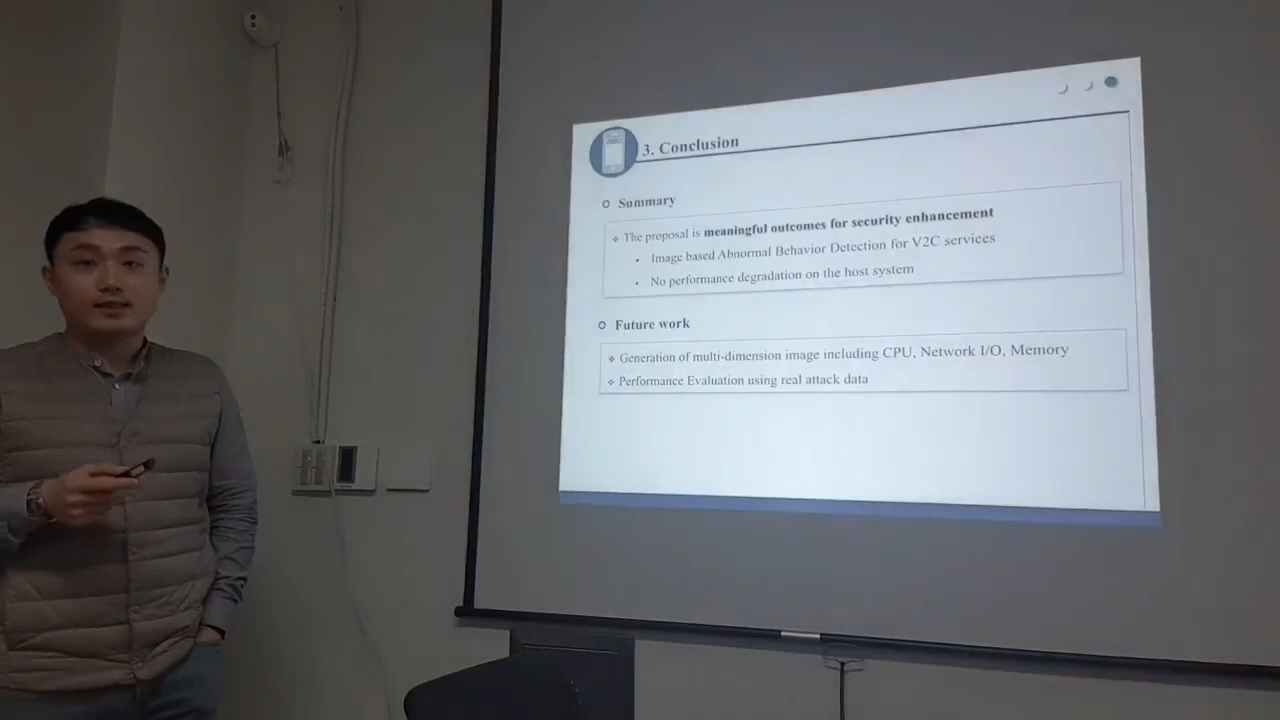 3. Conclusion
Summary
The proposal is meaningful outcomes for security enhancement
Image based Abnormal Behavior Detection for V2C services
No performance degradation on the host system
Future work
Generation of multi-dimension image including CPU, Network I/O, Memory
Performance Evaluation using real attack data